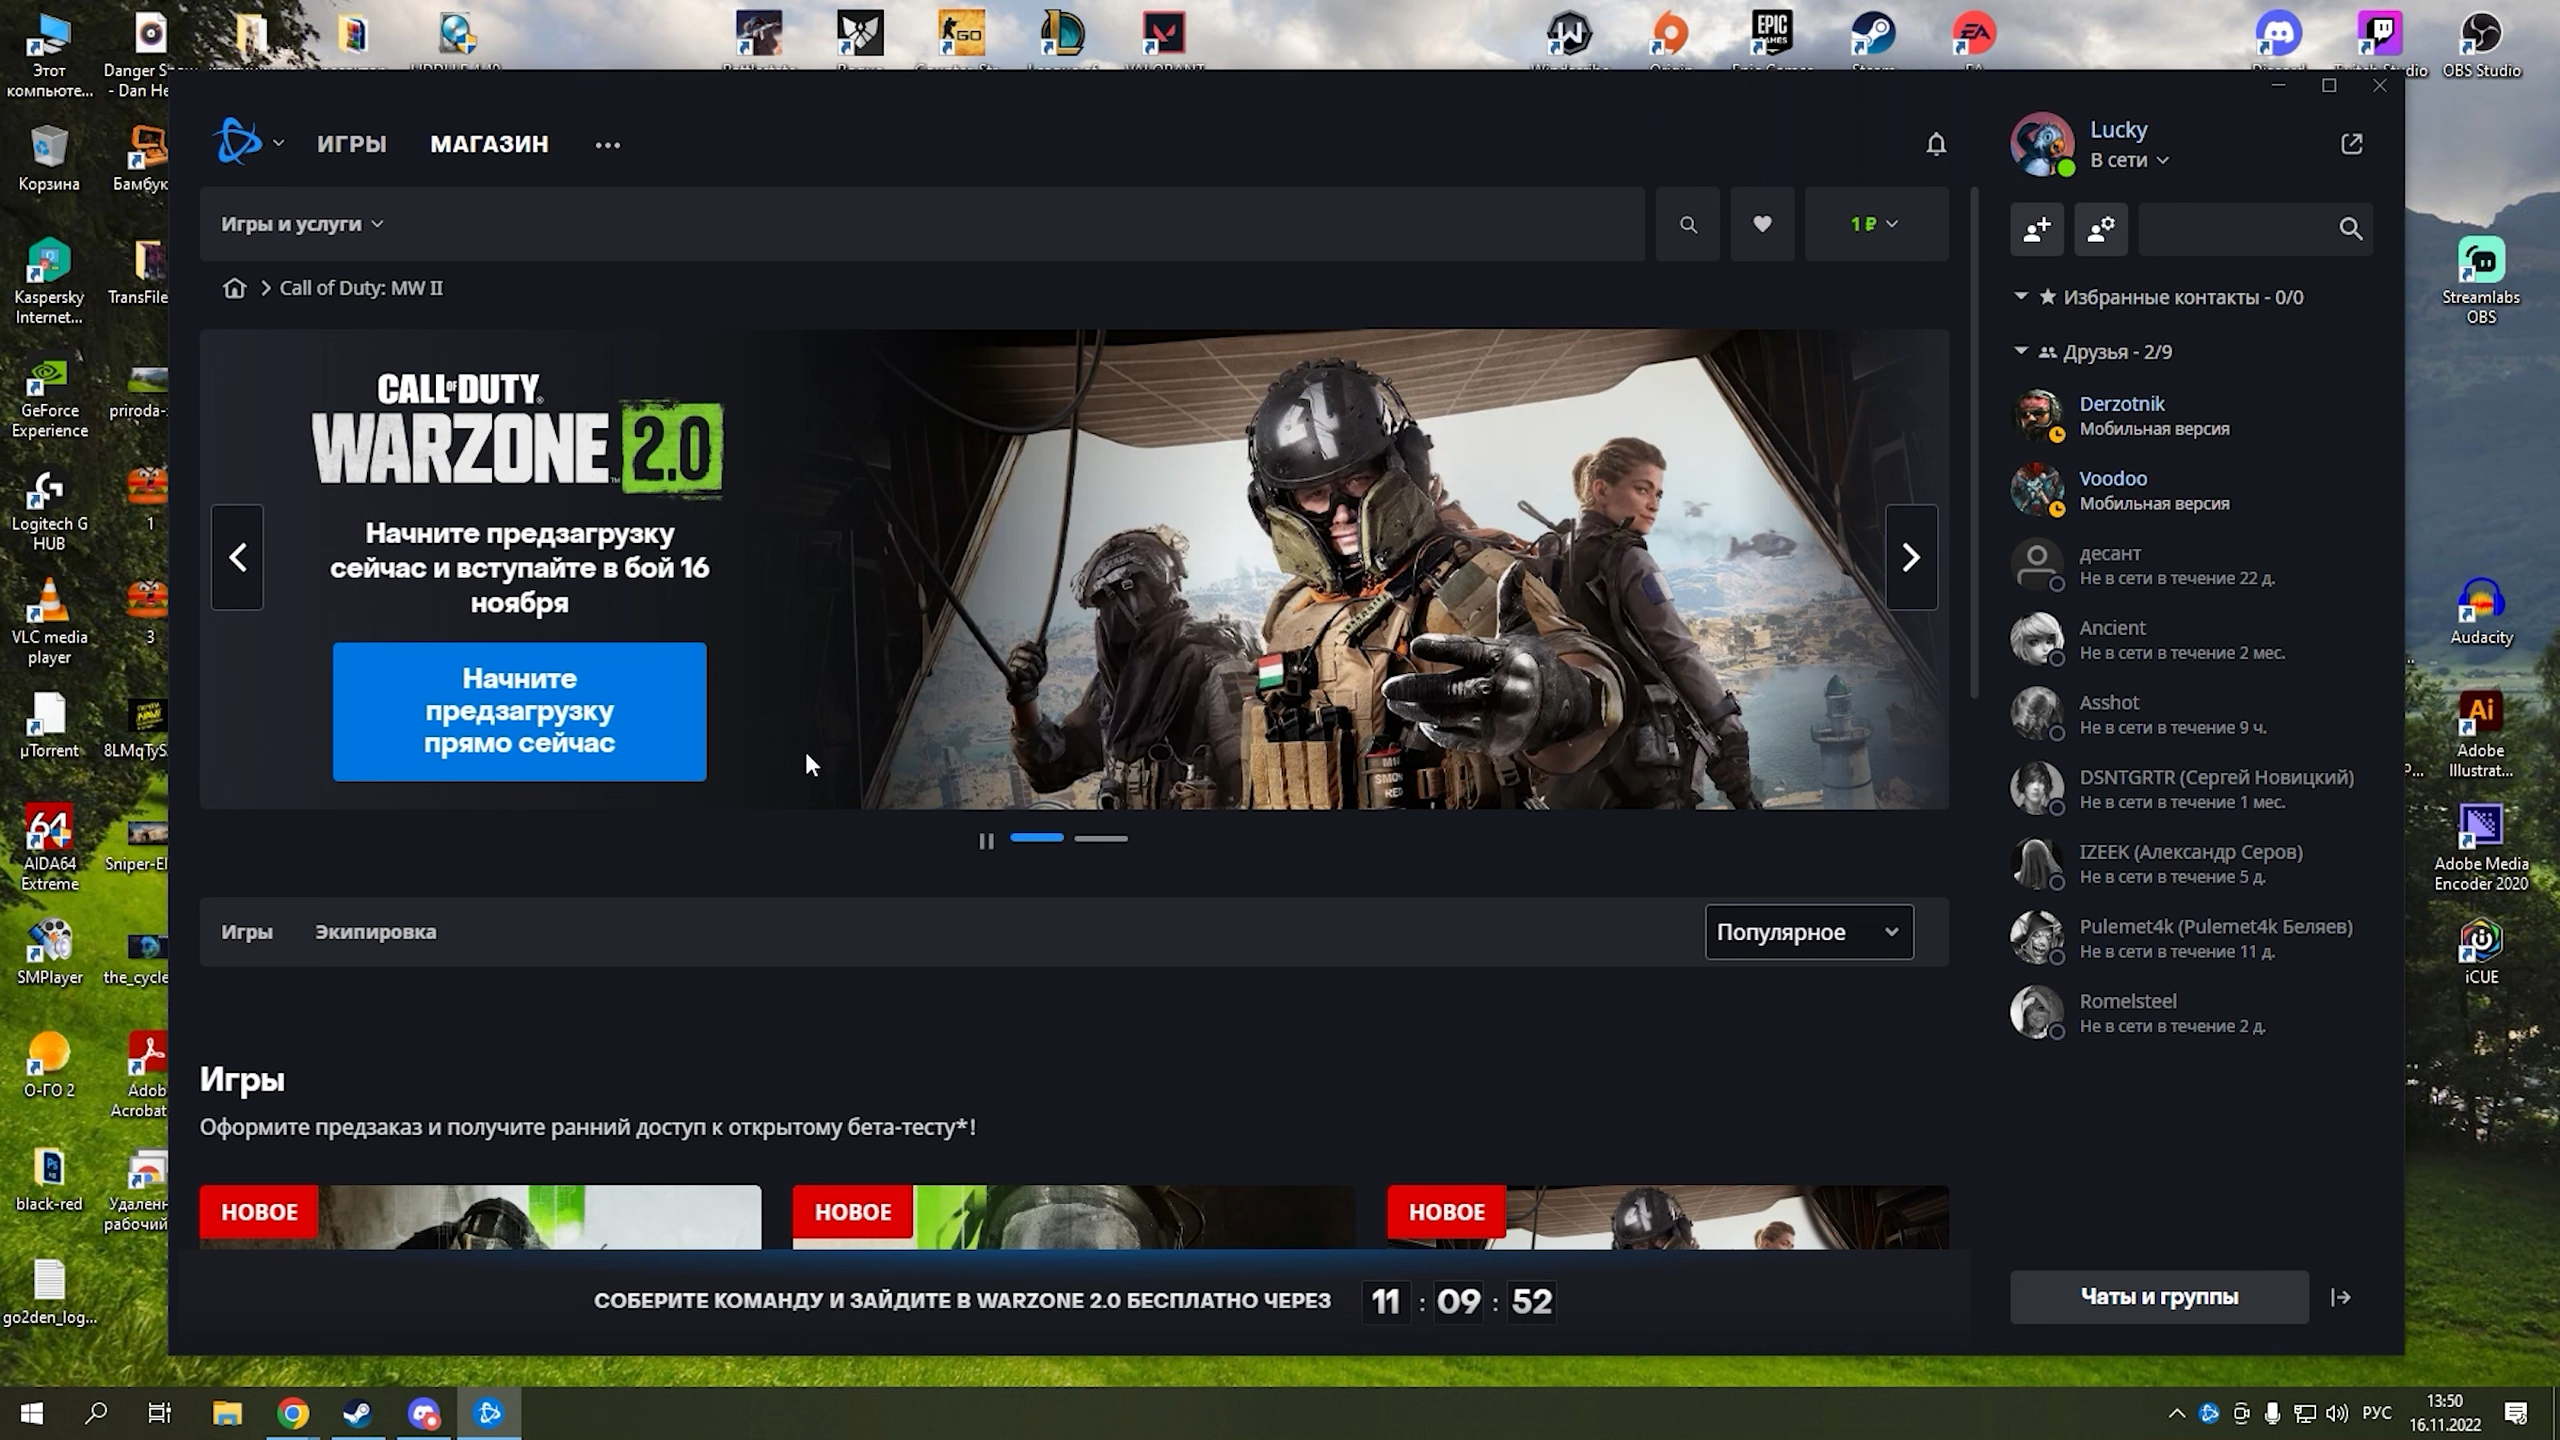 Этот
компьюте...
Danger S
- Dan He
OBS Studio
Корзина
Бамбук
Kaspersky
Internet...
TransFile
GeForce
Experience
priroda-
Logitech G
HUB
1
VLC media
player
3
µTorrent
8LMqTyS
AIDA64
Extreme
Sniper-El
SMPlayer
the_cycle
О-ГО 2
Adob
Acrobat
black-red
Удаленн
рабочий
go2den_log...
ИГРЫ
МАГАЗИН
Игры и услуги
1 ₽
Call of Duty: MW II
CALL OF DUTY
WARZONE 2.0
Начните предзагрузку
сейчас и вступайте в бой 16
ноября
Начните
предзагрузку
прямо сейчас
Игры
Экипировка
Популярное
Игры
Оформите предзаказ и получите ранний доступ к открытому бета-тесту*!
НОВОЕ
НОВОЕ
НОВОЕ
СОБЕРИТЕ КОМАНДУ И ЗАЙДИТЕ В WARZONE 2.0 БЕСПЛАТНО ЧЕРЕЗ 11 : 09 : 52
Lucky
В сети
Избранные контакты - 0/0
Друзья - 2/9
Derzotnik
Мобильная версия
Voodoo
Мобильная версия
десант
Не в сети в течение 22 д.
Ancient
Не в сети в течение 2 мес.
Asshot
Не в сети в течение 9 ч.
DSNTGRTR (Сергей Новицкий)
Не в сети в течение 1 мес.
IZEEK (Александр Серов)
Не в сети в течение 5 д.
Pulemet4k (Pulemet4k Беляев)
Не в сети в течение 11 д.
Romelsteel
Не в сети в течение 2 д.
Чаты и группы
Streamlabs
OBS
Audacity
Adobe
Illustrat...
Adobe Media
Encoder 2020
iCUE
РУС
13:50
16.11.2022